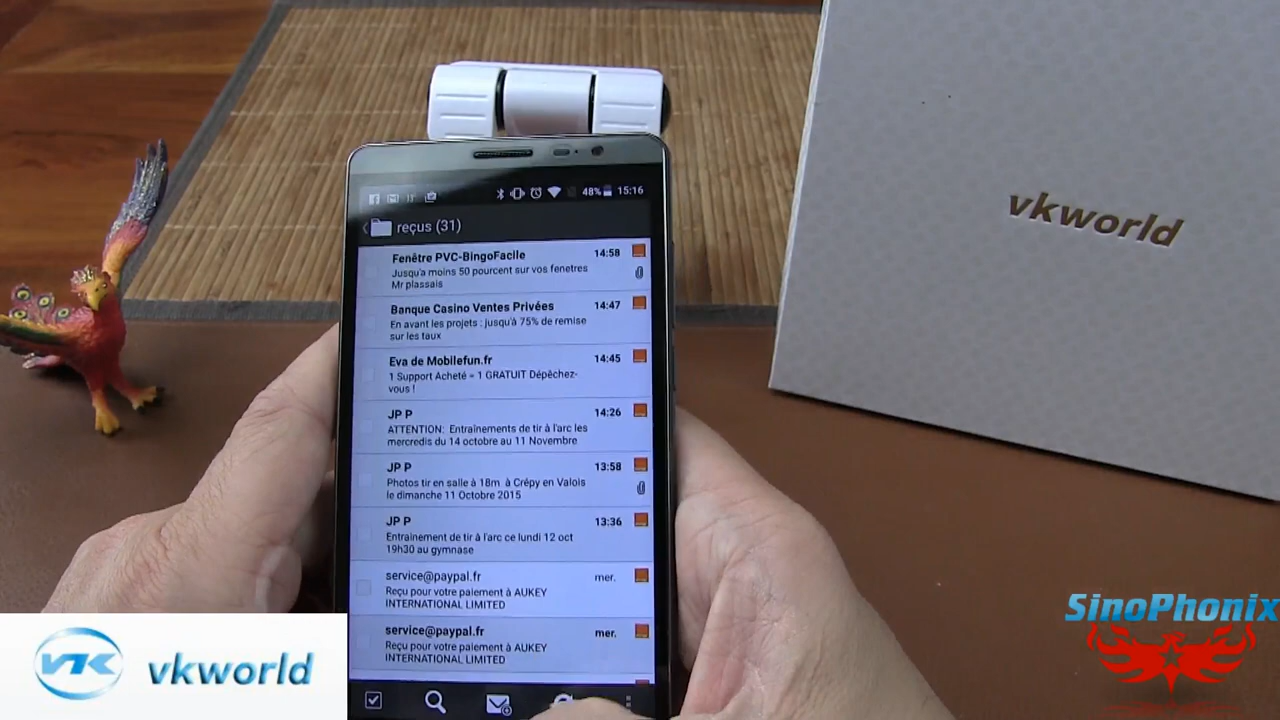 vkworld
48% 15:16
reçus (31)
Fenêtre PVC-BingoFacile 14:58
Jusqu'a moins 50 pourcent sur vos fenetres
Mr plassais
Banque Casino Ventes Privées 14:47
En avant les projets : jusqu'à 75% de remise
sur les taux
Eva de Mobilefun.fr 14:45
1 Support Acheté = 1 GRATUIT Dépêchez-
vous !
JP P 14:26
ATTENTION: Entraînements de tir à l'arc les
mercredis du 14 octobre au 11 Novembre
JP P 13:58
Photos tir en salle à 18m à Crépy en Valois
le dimanche 11 Octobre 2015
JP P 13:36
Entrainement de tir à l'arc ce lundi 12 oct
19h30 au gymnase
service@paypal.fr mer.
Reçu pour votre paiement à AUKEY
INTERNATIONAL LIMITED
service@paypal.fr mer.
Reçu pour votre paiement à AUKEY
INTERNATIONAL LIMITED
VK vkworld
SinoPhonix